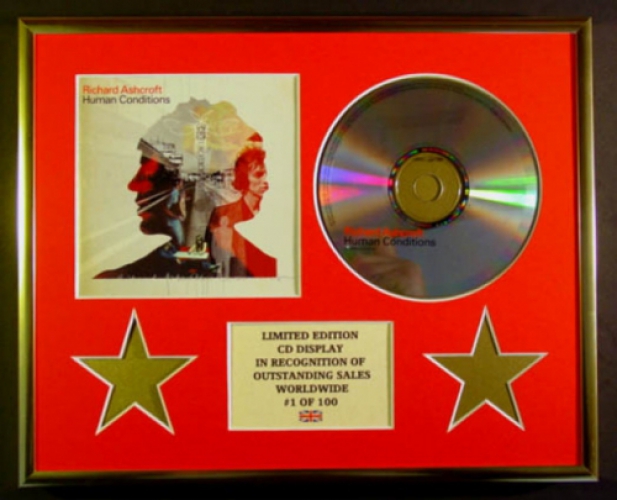 Richard Ashcroft
Human Conditions
Richard Ashcroft
Human Conditions
LIMITED EDITION
CD DISPLAY
IN RECOGNITION OF
OUTSTANDING SALES
WORLDWIDE
#1 OF 100